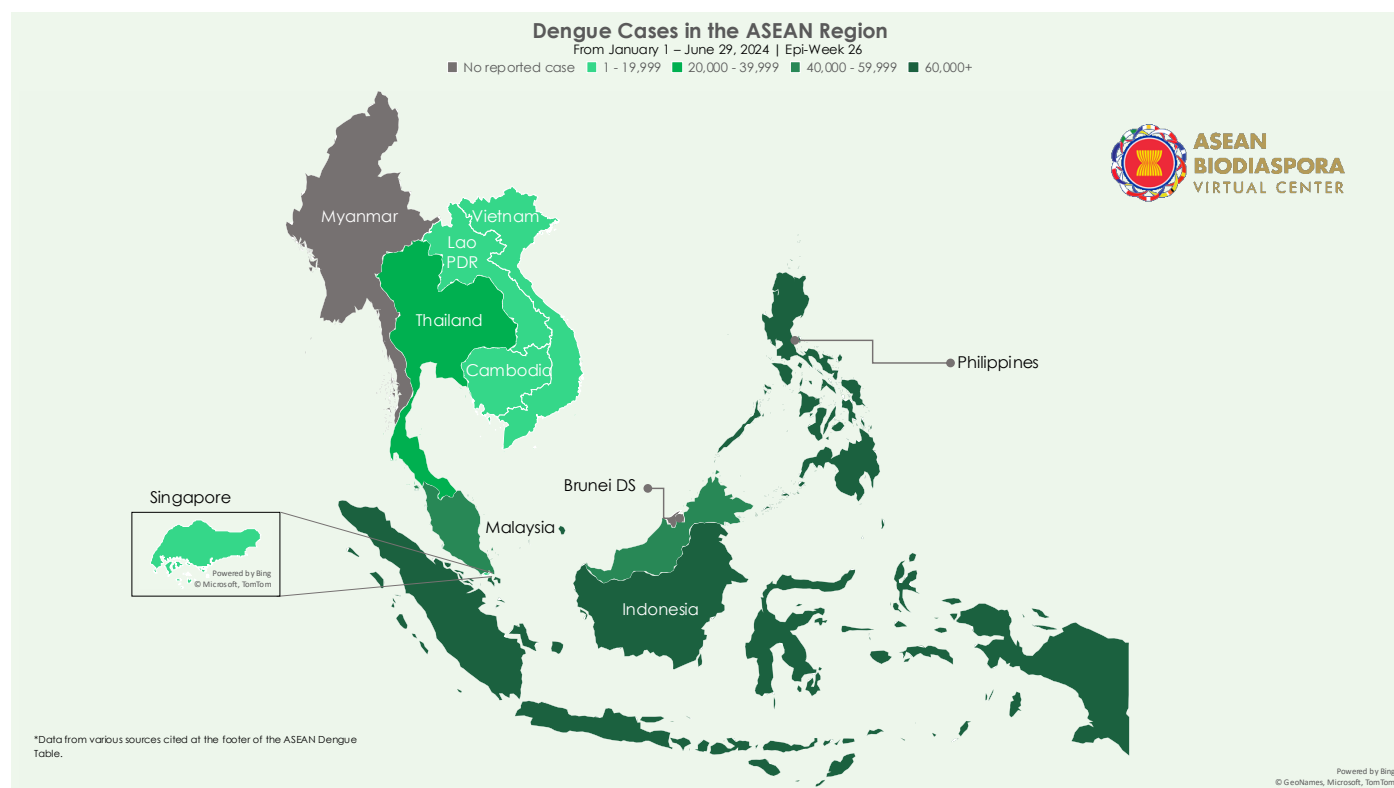 Dengue Cases in the ASEAN Region
From January 1 – June 29, 2024 | Epi-Week 26
No reported case 1 - 19,999 20,000 - 39,999 40,000 - 59,999 60,000+
ASEAN
BIODIASPORA
VIRTUAL CENTER
Myanmar
Vietnam
Lao
PDR
Thailand
Cambodia
Philippines
Brunei DS
Singapore
Malaysia
Powered by Bing
© Microsoft, TomTom
Indonesia
*Data from various sources cited at the footer of the ASEAN Dengue
Table.
Powered by Bing
© GeoNames, Microsoft, TomTom